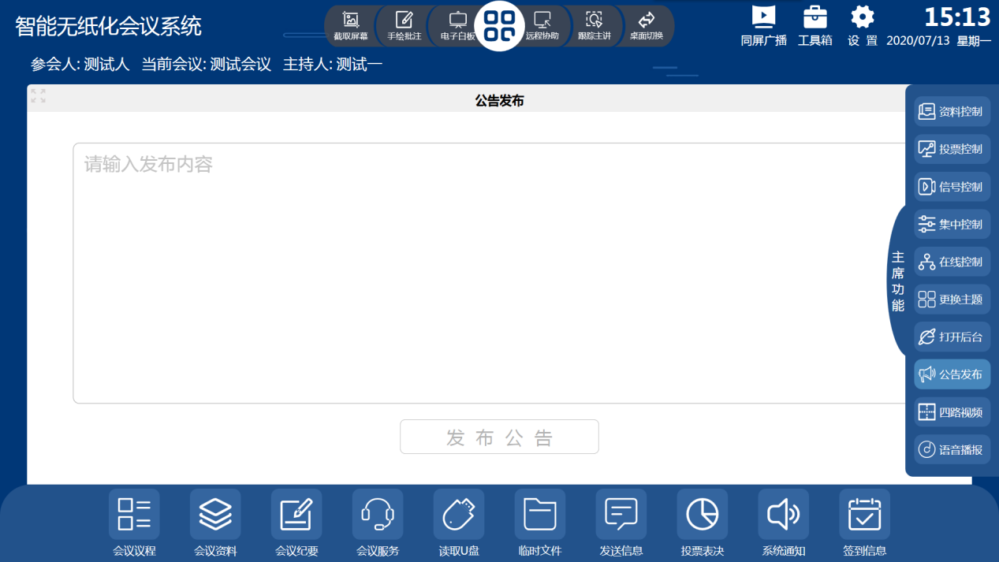 智能无纸化会议系统
截取屏幕
手绘批注
电子白板
远程协助
跟踪主讲
桌面切换
同屏广播
工具箱
设 置
15:13
2020/07/13 星期一
参会人: 测试人 当前会议: 测试会议 主持人: 测试一
公告发布
请输入发布内容
发 布 公 告
主席功能
资料控制
投票控制
信号控制
集中控制
在线控制
更换主题
打开后台
公告发布
四路视频
语音播报
会议议程
会议资料
会议纪要
会议服务
读取U盘
临时文件
发送信息
投票表决
系统通知
签到信息